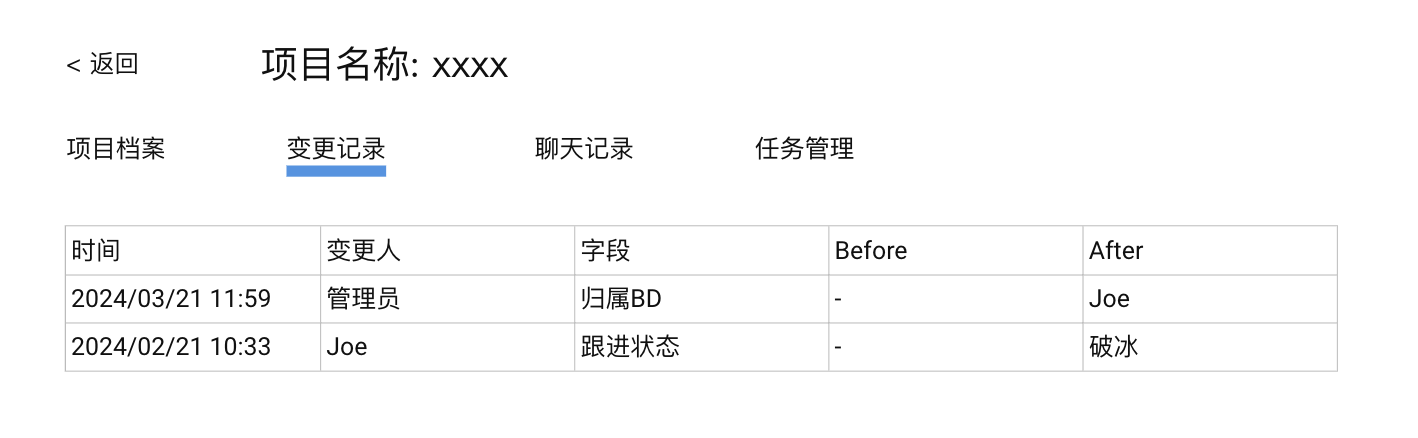 < 返回 项目名称: xxxx
项目档案 变更记录 聊天记录 任务管理
时间 变更人 字段 Before After
2024/03/21 11:59 管理员 归属BD - Joe
2024/02/21 10:33 Joe 跟进状态 - 破冰